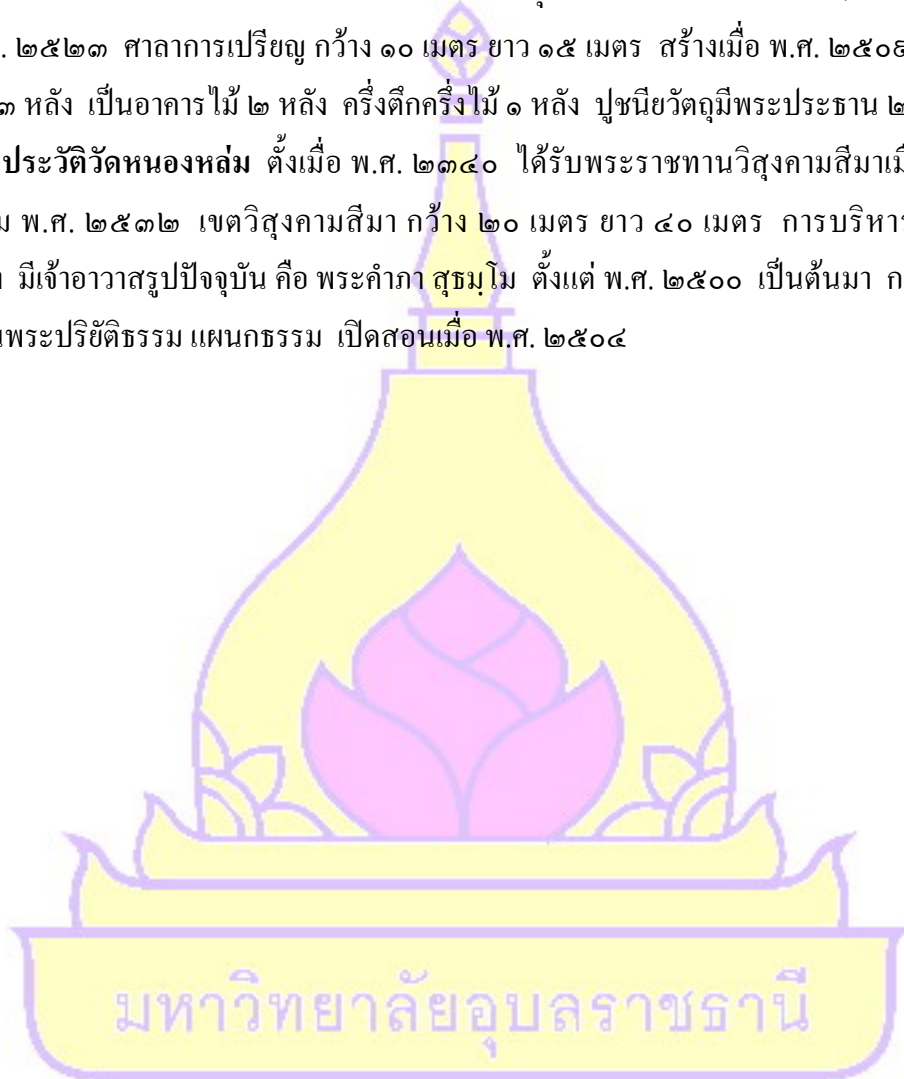 . ๒๕๒๓ ศาลาการเปรียญ กว้าง ๑๐ เมตร ยาว ๑๕ เมตร สร้างเมื่อ พ.ศ. ๒๕๐๙
๓ หลัง เป็นอาคารไม้ ๒ หลัง ครึ่งตึกครึ่งไม้ ๑ หลัง ปูชนียวัตถุมีพระประธาน ๒
ประวัติวัดหนองหล่ม ตั้งเมื่อ พ.ศ. ๒๓๔๐ ได้รับพระราชทานวิสุงคามสีมาเมื่
ม พ.ศ. ๒๕๓๒ เขตวิสุงคามสีมา กว้าง ๒๐ เมตร ยาว ๔๐ เมตร การบริหาร
มีเจ้าอาวาสรูปปัจจุบัน คือ พระคำภา สุธมฺโม ตั้งแต่ พ.ศ. ๒๕๐๐ เป็นต้นมา ก
นพระปริยัติธรรม แผนกธรรม เปิดสอนเมื่อ พ.ศ. ๒๕๐๔
มหาวิทยาลัยอุบลราชธานี